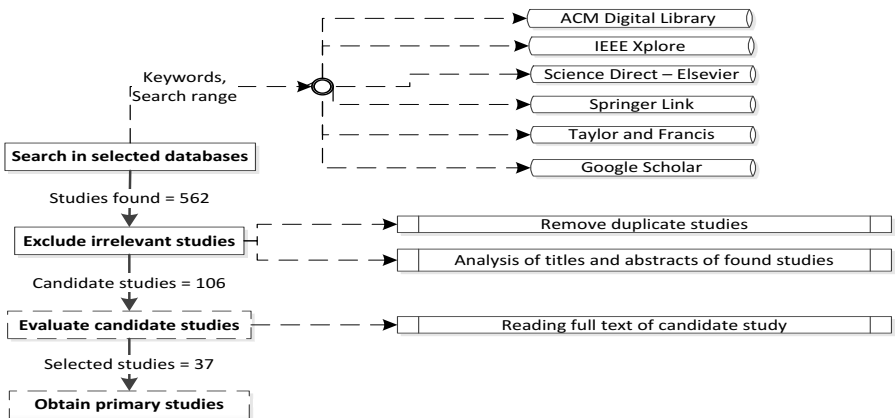 ACM Digital Library
IEEE Xplore
Keywords,
Search range
Science Direct – Elsevier
Springer Link
Taylor and Francis
Google Scholar
Search in selected databases
Studies found = 562
Exclude irrelevant studies
Remove duplicate studies
Analysis of titles and abstracts of found studies
Candidate studies = 106
Evaluate candidate studies
Reading full text of candidate study
Selected studies = 37
Obtain primary studies